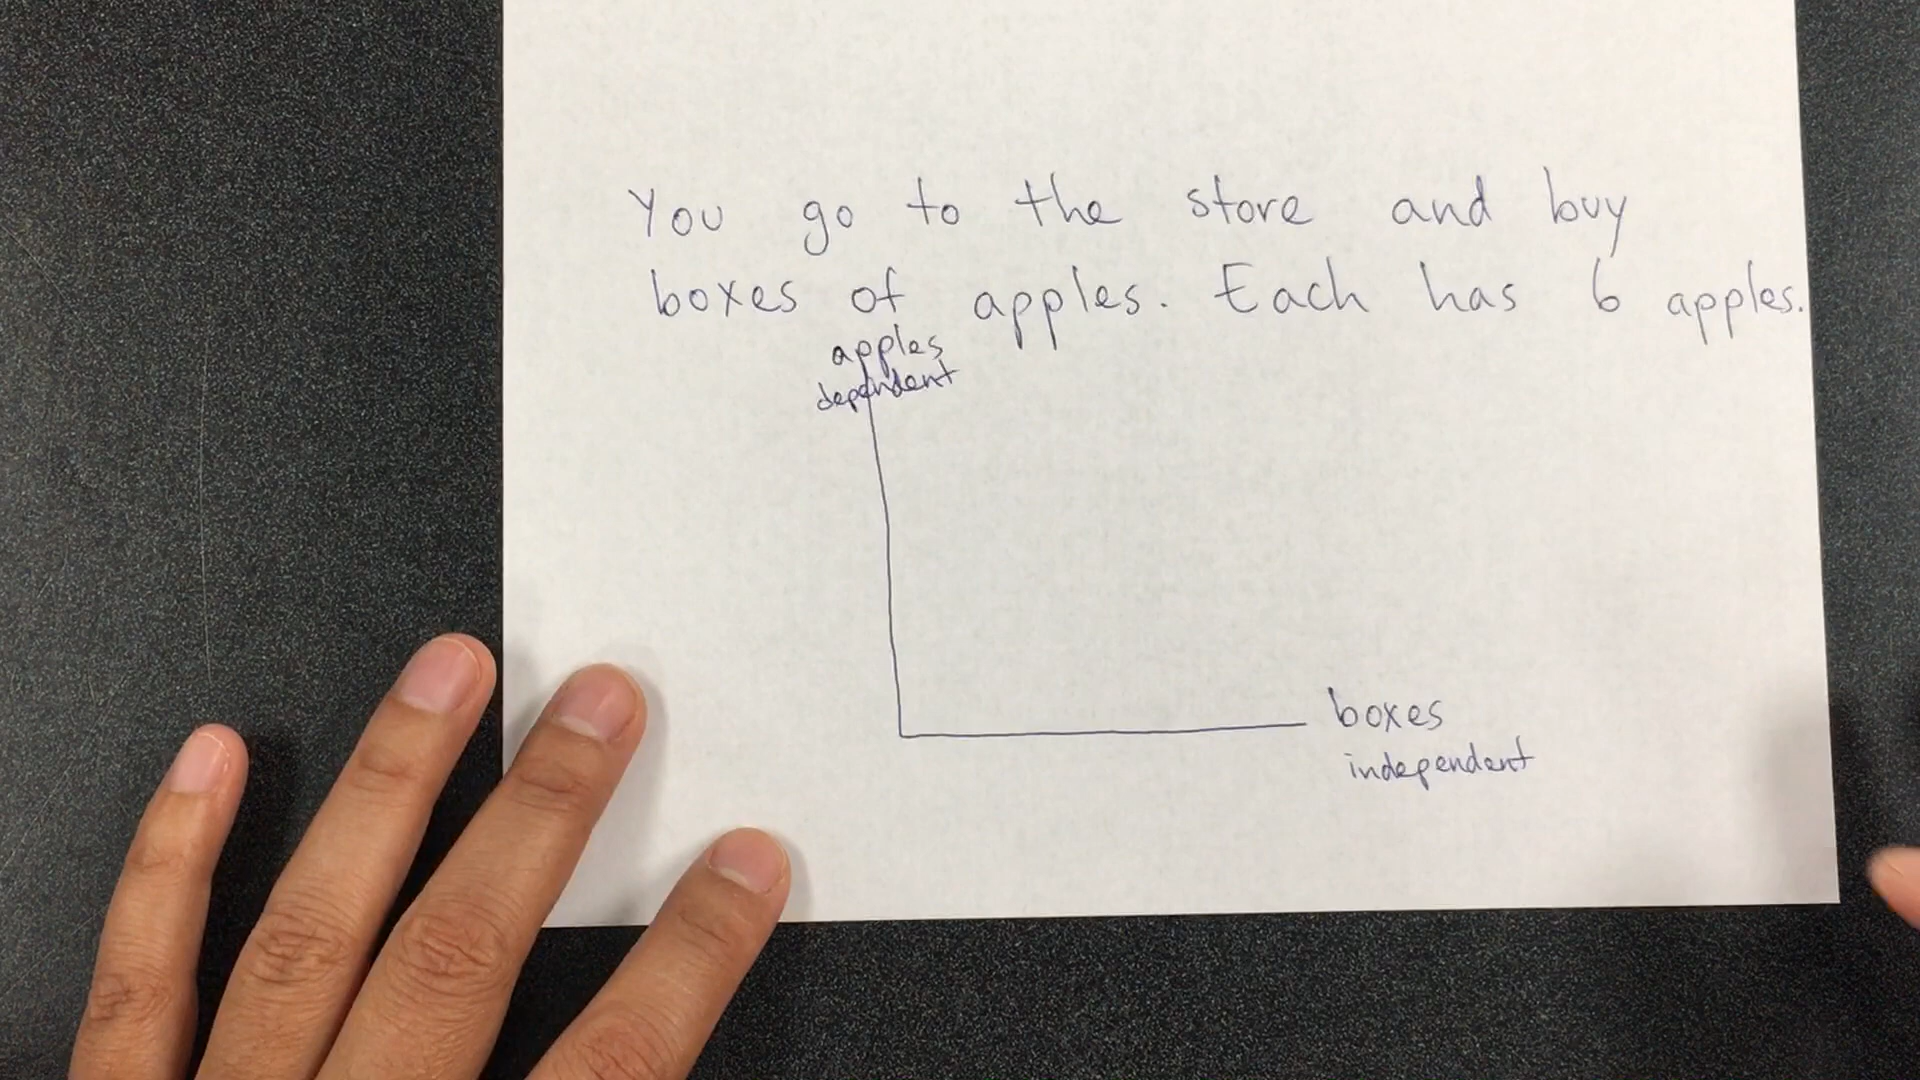 You go to the store and buy
boxes of apples. Each has 6 apples.
apples
dependent
boxes
independent